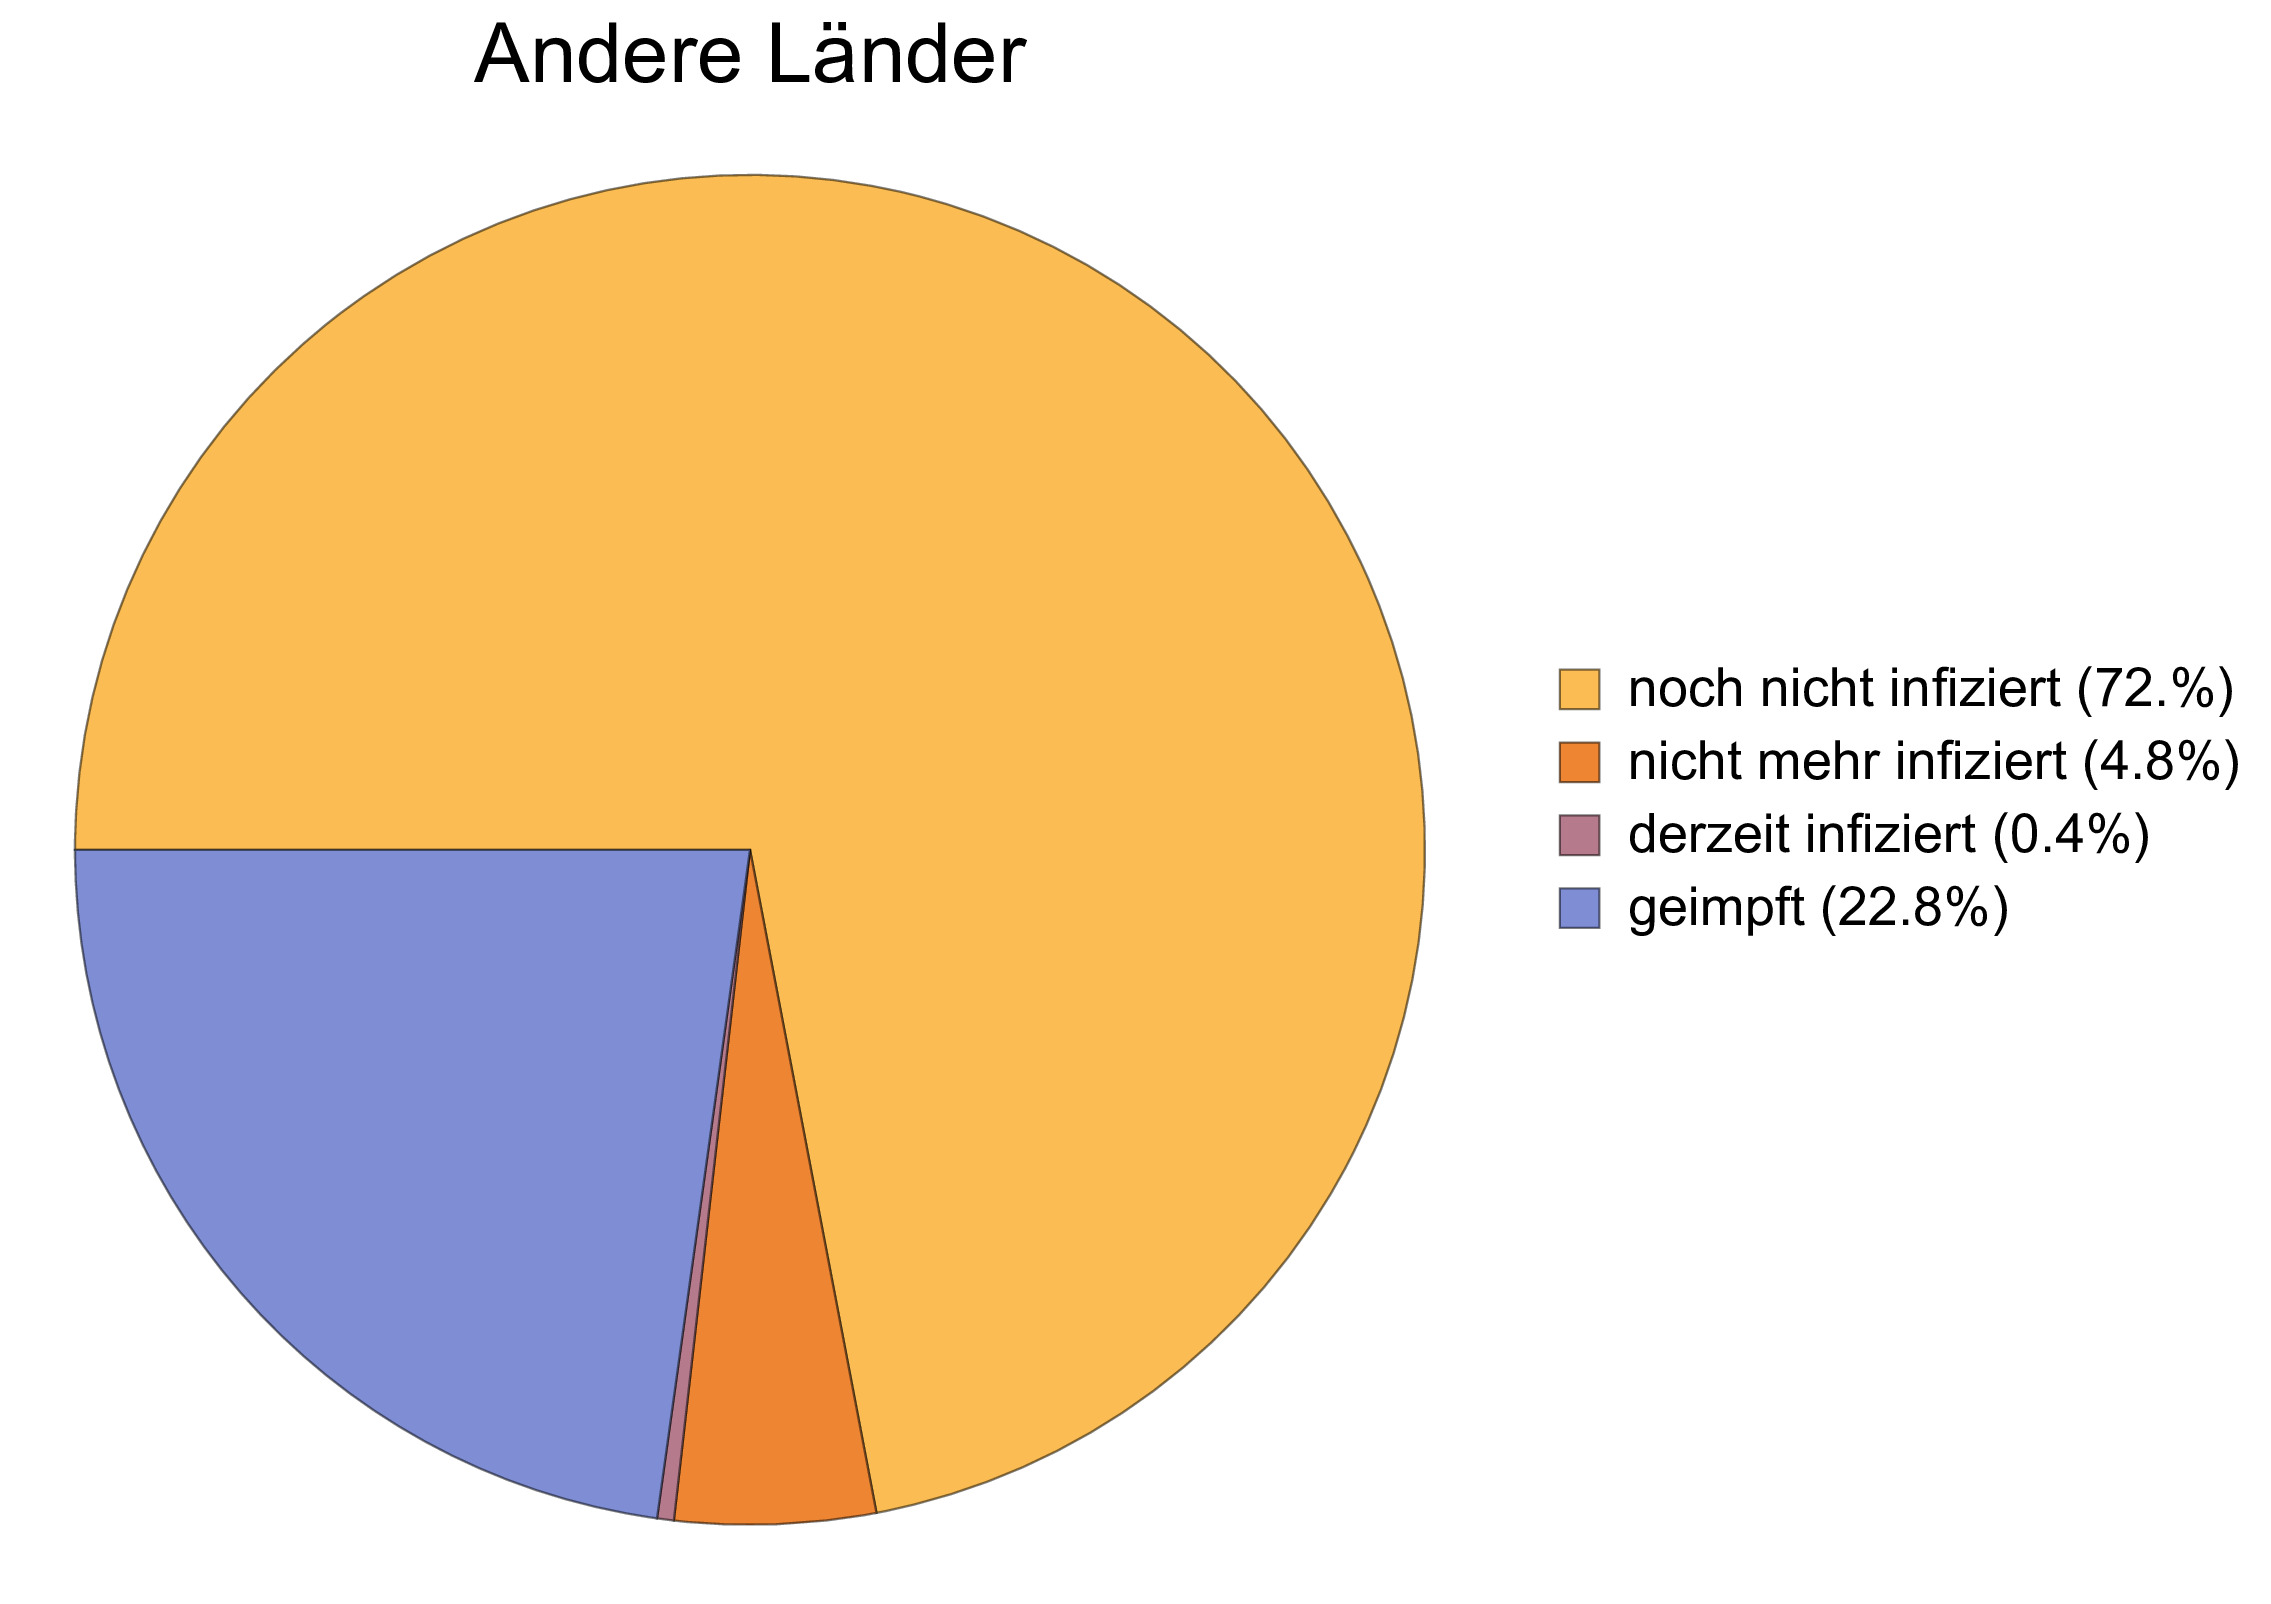 Andere Länder
noch nicht infiziert (72.%)
nicht mehr infiziert (4.8%)
derzeit infiziert (0.4%)
geimpft (22.8%)